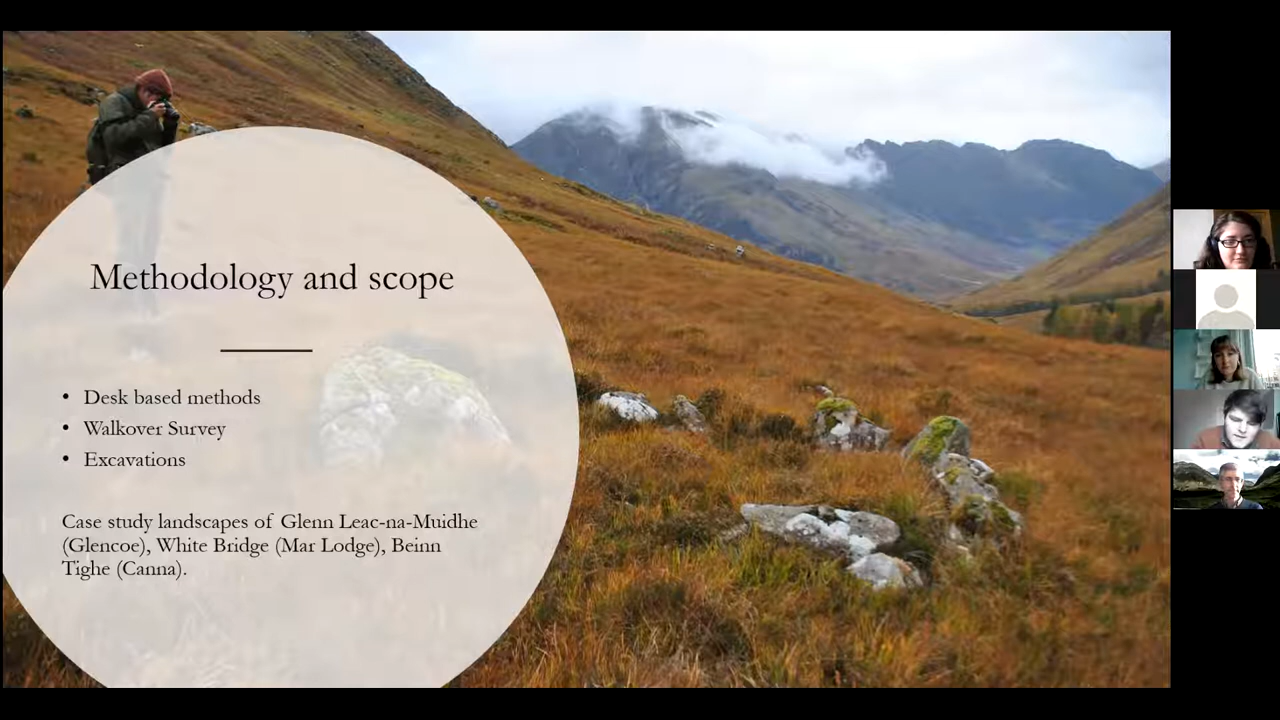 Methodology and scope
• Desk based methods
• Walkover Survey
• Excavations
Case study landscapes of Glenn Leac-na-Muidhe
(Glencoe), White Bridge (Mar Lodge), Beinn
Tighe (Canna).